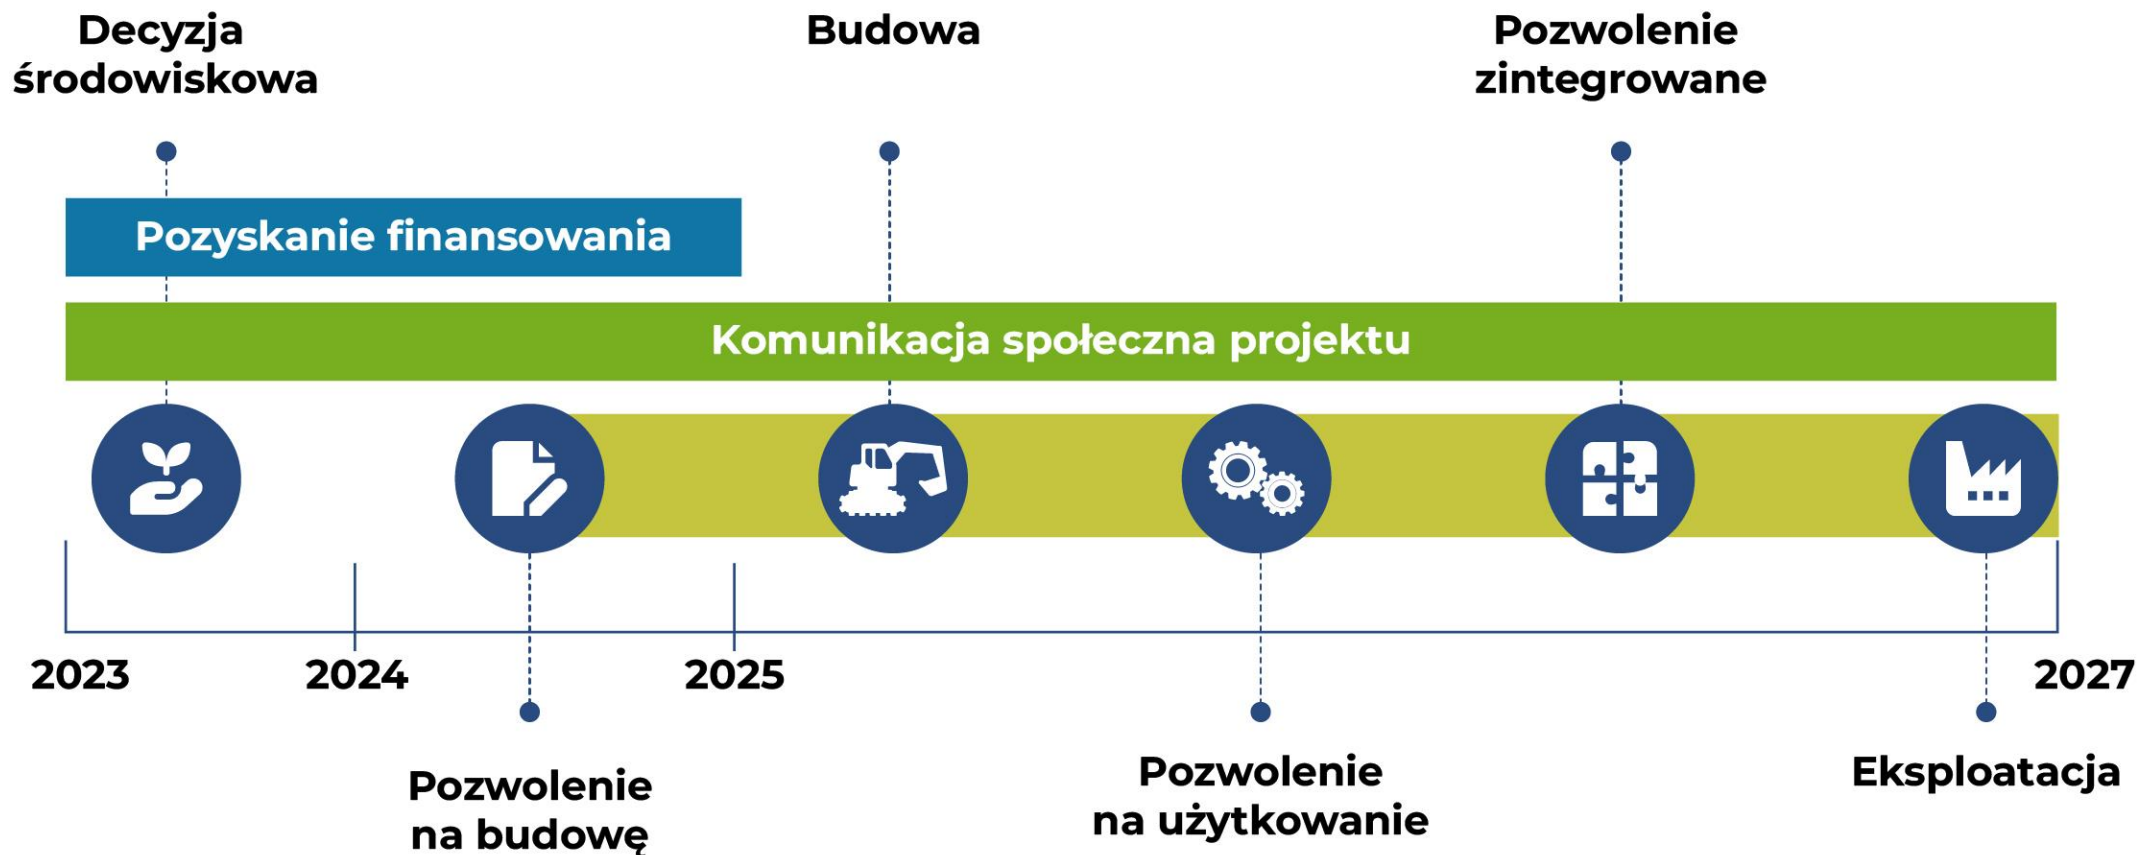 Decyzja
środowiskowa
Budowa
Pozwolenie
zintegrowane
Pozyskanie finansowania
Komunikacja społeczna projektu
2023
2024
2025
2027
Pozwolenie
na budowę
Pozwolenie
na użytkowanie
Eksploatacja